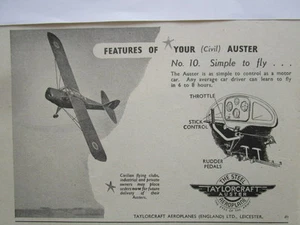 FEATURES OF YOUR (Civil) AUSTER
No. 10. Simple to fly . . .
The Auster is as simple to control as a motor
car. Any average car driver can learn to fly
in 4 to 8 hours.
THROTTLE
STICK
CONTROL
RUDDER
PEDALS
Civilian flying clubs,
industrial and private
owners may place
orders now for future
delivery of their
Austers.
THE STEEL
TAYLORCRAFT
AUSTER
AEROPLANE
TAYLORCRAFT AEROPLANES (ENGLAND) LTD., LEICESTER.